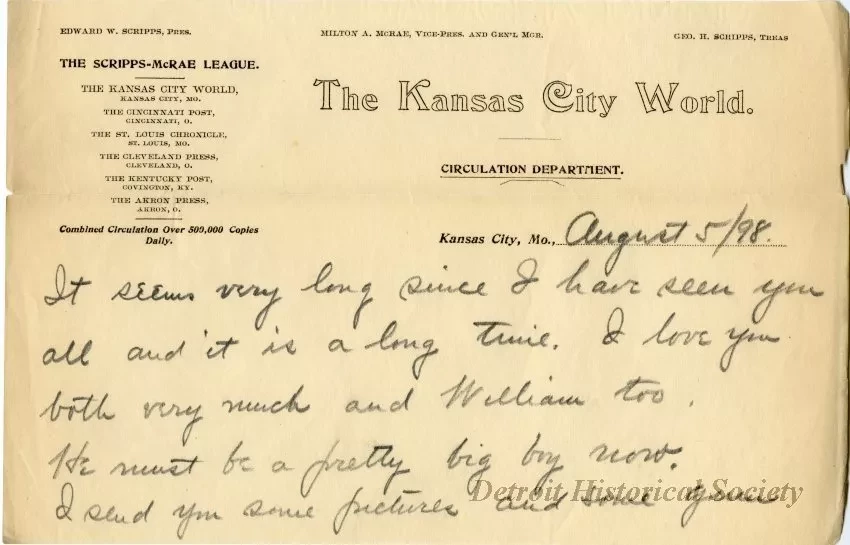 EDWARD W. SCRIPPS, PRES.
MILTON A. McRAE, VICE-PRES. AND GEN'L MGR.
GEO. H. SCRIPPS, TREAS
THE SCRIPPS-McRAE LEAGUE.
THE KANSAS CITY WORLD,
KANSAS CITY, MO.
THE CINCINNATI POST,
CINCINNATI, O.
THE ST. LOUIS CHRONICLE,
ST. LOUIS, MO.
THE CLEVELAND PRESS,
CLEVELAND, O.
THE KENTUCKY POST,
COVINGTON, KY.
THE AKRON PRESS,
AKRON, O.
Combined Circulation Over 500,000 Copies
Daily.
The Kansas City World.
CIRCULATION DEPARTMENT.
Kansas City, Mo., August 5/98.
It seems very long since I have seen you
all and it is a long time. I love you
both very much and William too.
He must be a pretty big boy now.
I send you some pictures and some
Detroit Historical Society